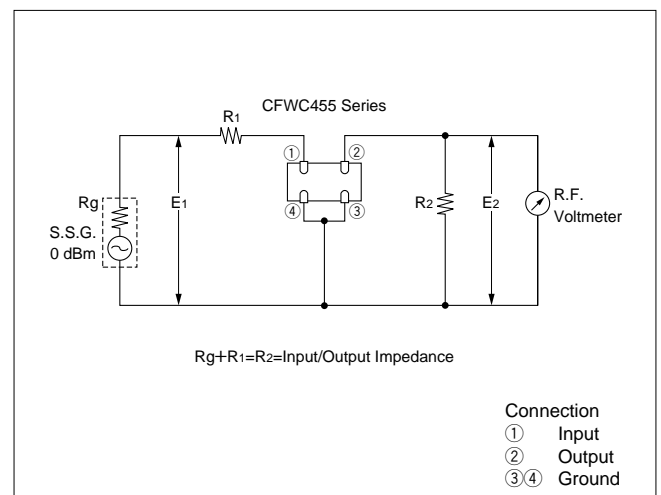 CFWC455 Series
R1
① ②
Rg
E1
④ ③
R2
E2
R.F.
Voltmeter
S.S.G.
0 dBm
Rg+R1=R2=Input/Output Impedance
Connection
① Input
② Output
③④ Ground